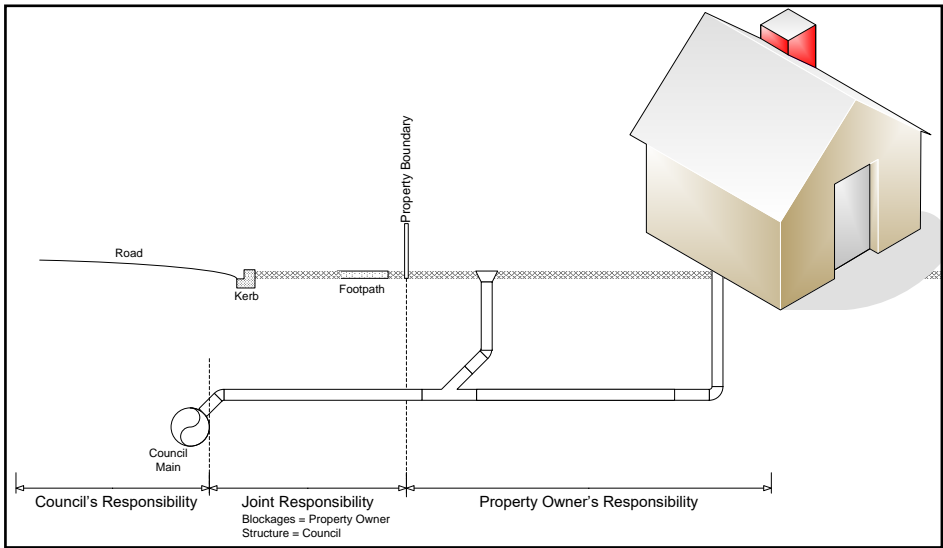 Property Boundary
Road
Kerb
Footpath
Council
Main
Council's Responsibility
Joint Responsibility
Blockages = Property Owner
Structure = Council
Property Owner's Responsibility